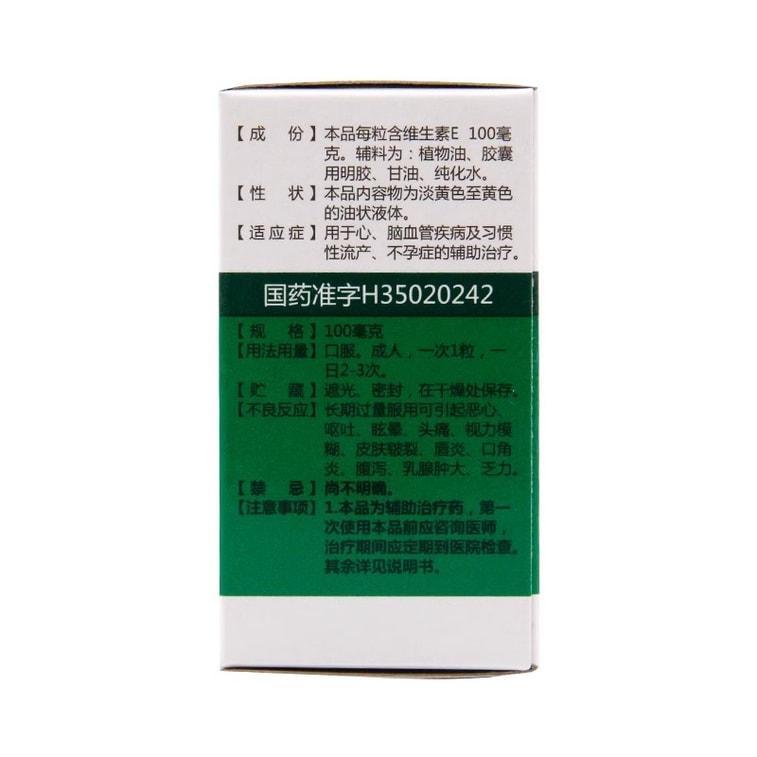 【成 份】本品每粒含维生素E 100毫
克。辅料为：植物油、胶囊
用明胶、甘油、纯化水。
【性 状】本品内容物为淡黄色至黄色
的油状液体。
【适应症】用于心、脑血管疾病及习惯
性流产、不孕症的辅助治疗。
国药准字H35020242
【规 格】100毫克
【用法用量】口服。成人，一次1粒，一
日2-3次。
【贮 藏】遮光、密封，在干燥处保存。
【不良反应】长期过量服用可引起恶心、
呕吐、眩晕、头痛、视力模
糊、皮肤皲裂、唇炎、口角
炎、腹泻、乳腺肿大、乏力。
【禁 忌】尚不明确。
【注意事项】1.本品为辅助治疗药，第一
次使用本品前应咨询医师，
治疗期间应定期到医院检查。
其余详见说明书。